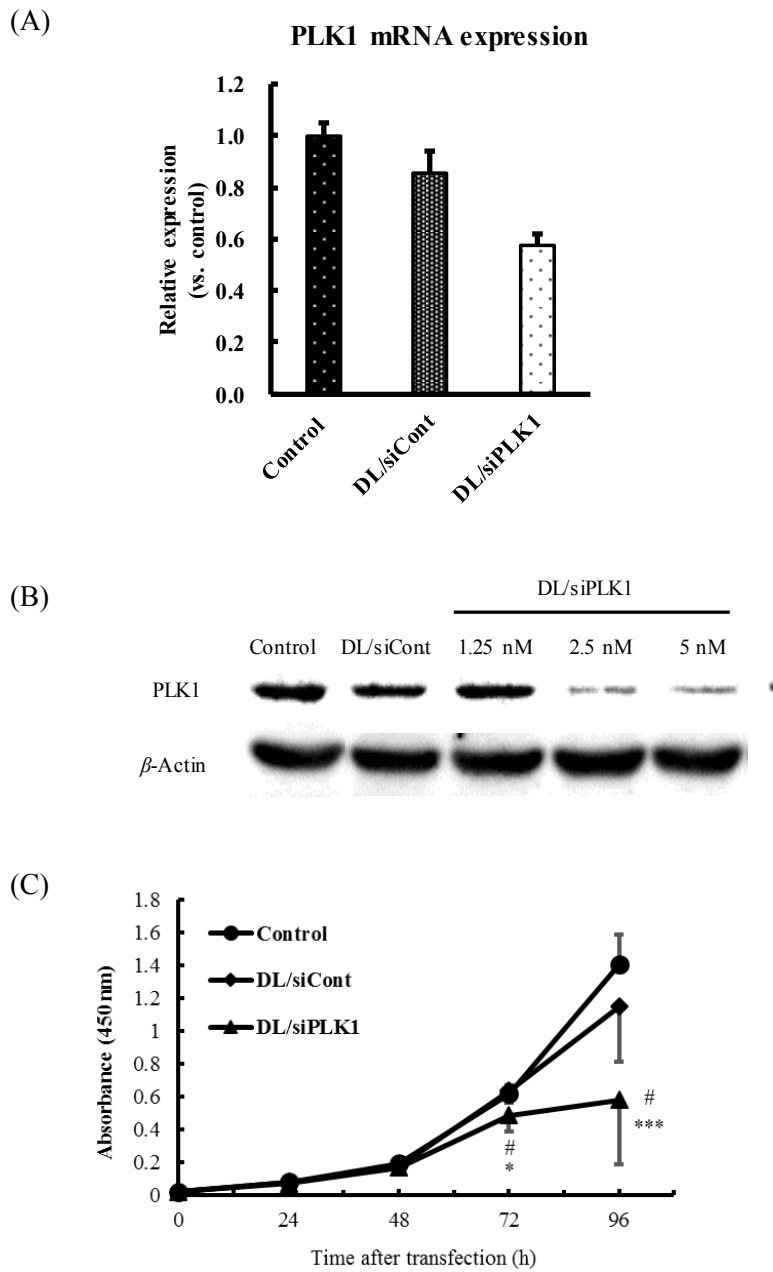 (A)
PLK1 mRNA expression
Relative expression
(vs. control)
1.2
1.0
0.8
0.6
0.4
0.2
0.0
Control
DL/siCont
DL/siPLK1
(B)
DL/siPLK1
Control DL/siCont 1.25 nM 2.5 nM 5 nM
PLK1
β-Actin
(C)
Absorbance (450 nm)
1.8
1.6
1.4
1.2
1
0.8
0.6
0.4
0.2
0
Control
DL/siCont
DL/siPLK1
#
*
#
***
0 24 48 72 96
Time after transfection (h)